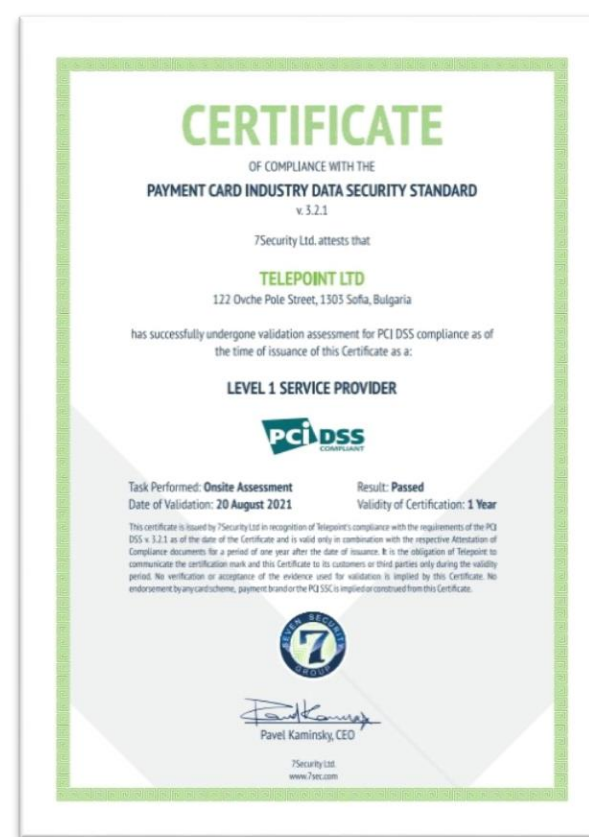 CERTIFICATE
OF COMPLIANCE WITH THE
PAYMENT CARD INDUSTRY DATA SECURITY STANDARD
v. 3.2.1
7Security Ltd. attests that
TELEPOINT LTD
122 Ovche Pole Street, 1303 Sofia, Bulgaria
has successfully undergone validation assessment for PCI DSS compliance as of
the time of issuance of this Certificate as a:
LEVEL 1 SERVICE PROVIDER
PCI DSS
COMPLIANT
Task Performed: Onsite Assessment
Result: Passed
Date of Validation: 20 August 2021
Validity of Certification: 1 Year
This certificate is issued by 7Security Ltd in recognition of Telepoint's compliance with the requirements of the PCI
DSS v. 3.2.1 as of the date of the Certificate and is valid only in combination with the respective Attestation of
Compliance documents for a period of one year after the date of issuance. It is the obligation of Telepoint to
communicate the certification mark and this Certificate to its customers or third parties only during the validity
period. No verification or acceptance of the evidence used for validation is implied by this Certificate. No
endorsement by any card scheme, payment brand or the PCI SSC is implied or construed from this Certificate.
SEVEN SECURITY
7
GROUP
Pavel Kaminsky, CEO
7Security Ltd.
www.7sec.com